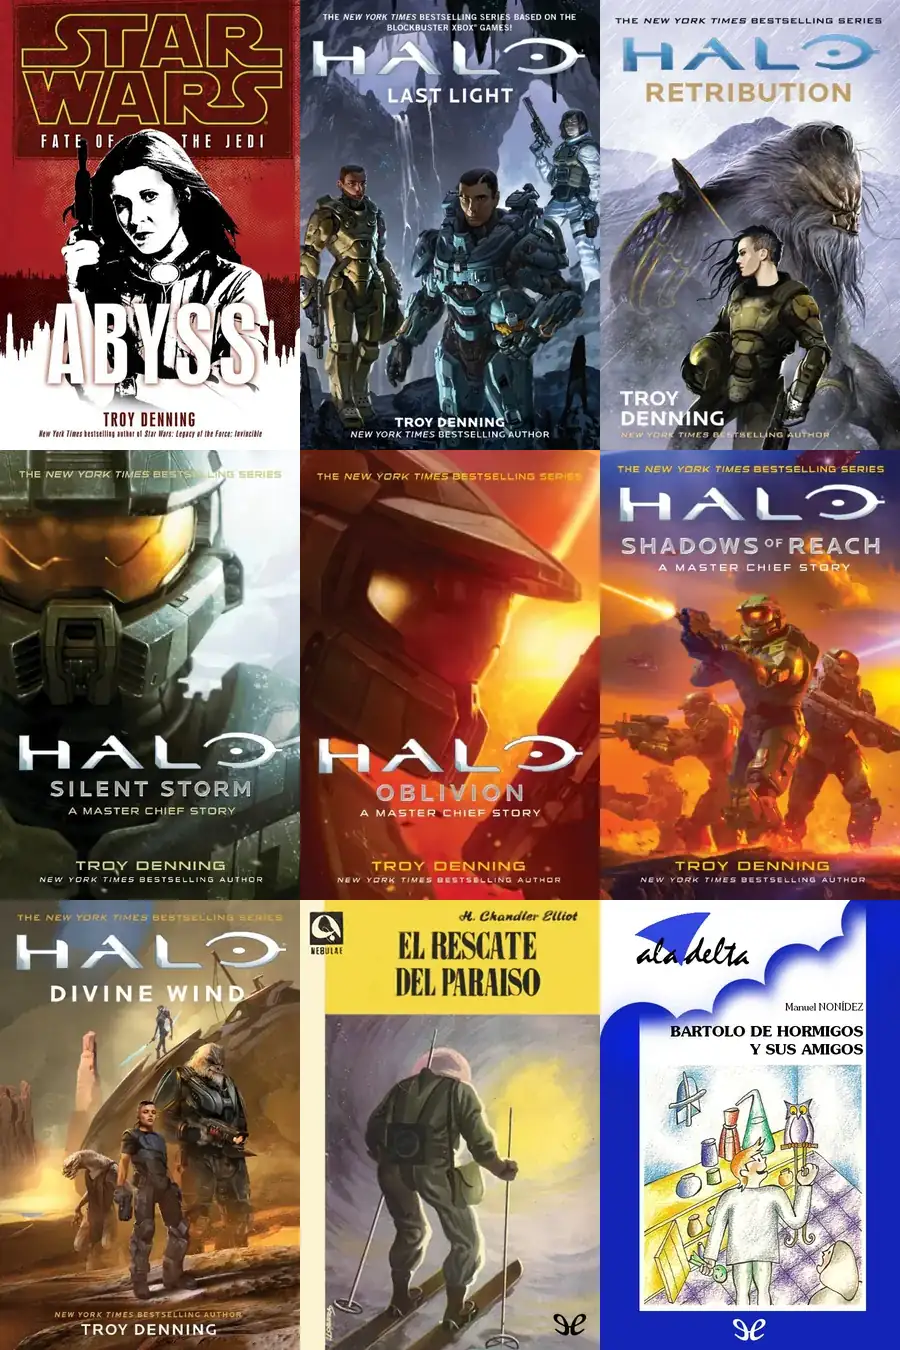 STAR
WARS
FATE OF THE JEDI
ABYSS
TROY DENNING
New York Times bestselling author of Star Wars: Legacy of the Force: Invincible
THE NEW YORK TIMES BESTSELLING SERIES BASED ON THE
BLOCKBUSTER XBOX® GAMES!
HALO
LAST LIGHT
TROY DENNING
NEW YORK TIMES BESTSELLING AUTHOR
THE NEW YORK TIMES BESTSELLING SERIES
HALO
RETRIBUTION
TROY
DENNING
NEW YORK TIMES BESTSELLING AUTHOR
THE NEW YORK TIMES BESTSELLING SERIES
HALO
SILENT STORM
A MASTER CHIEF STORY
TROY DENNING
NEW YORK TIMES BESTSELLING AUTHOR
THE NEW YORK TIMES BESTSELLING SERIES
HALO
OBLIVION
A MASTER CHIEF STORY
TROY DENNING
NEW YORK TIMES BESTSELLING AUTHOR
THE NEW YORK TIMES BESTSELLING SERIES
HALO
SHADOWS OF REACH
A MASTER CHIEF STORY
TROY DENNING
NEW YORK TIMES BESTSELLING AUTHOR
THE NEW YORK TIMES BESTSELLING SERIES
HALO
DIVINE WIND
NEW YORK TIMES BESTSELLING AUTHOR
TROY DENNING
NEBULAE
H. Chandler Elliot
EL RESCATE
DEL PARAISO
ala delta
Manuel NONÍDEZ
BARTOLO DE HORMIGOS
Y SUS AMIGOS